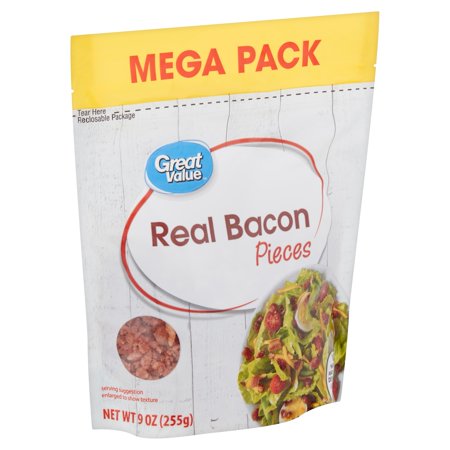 MEGA PACK
Tear Here
Reclosable Package
Great
Value
Real Bacon
Pieces
serving suggestion
enlarged to show texture
NET WT 9 OZ (255g)